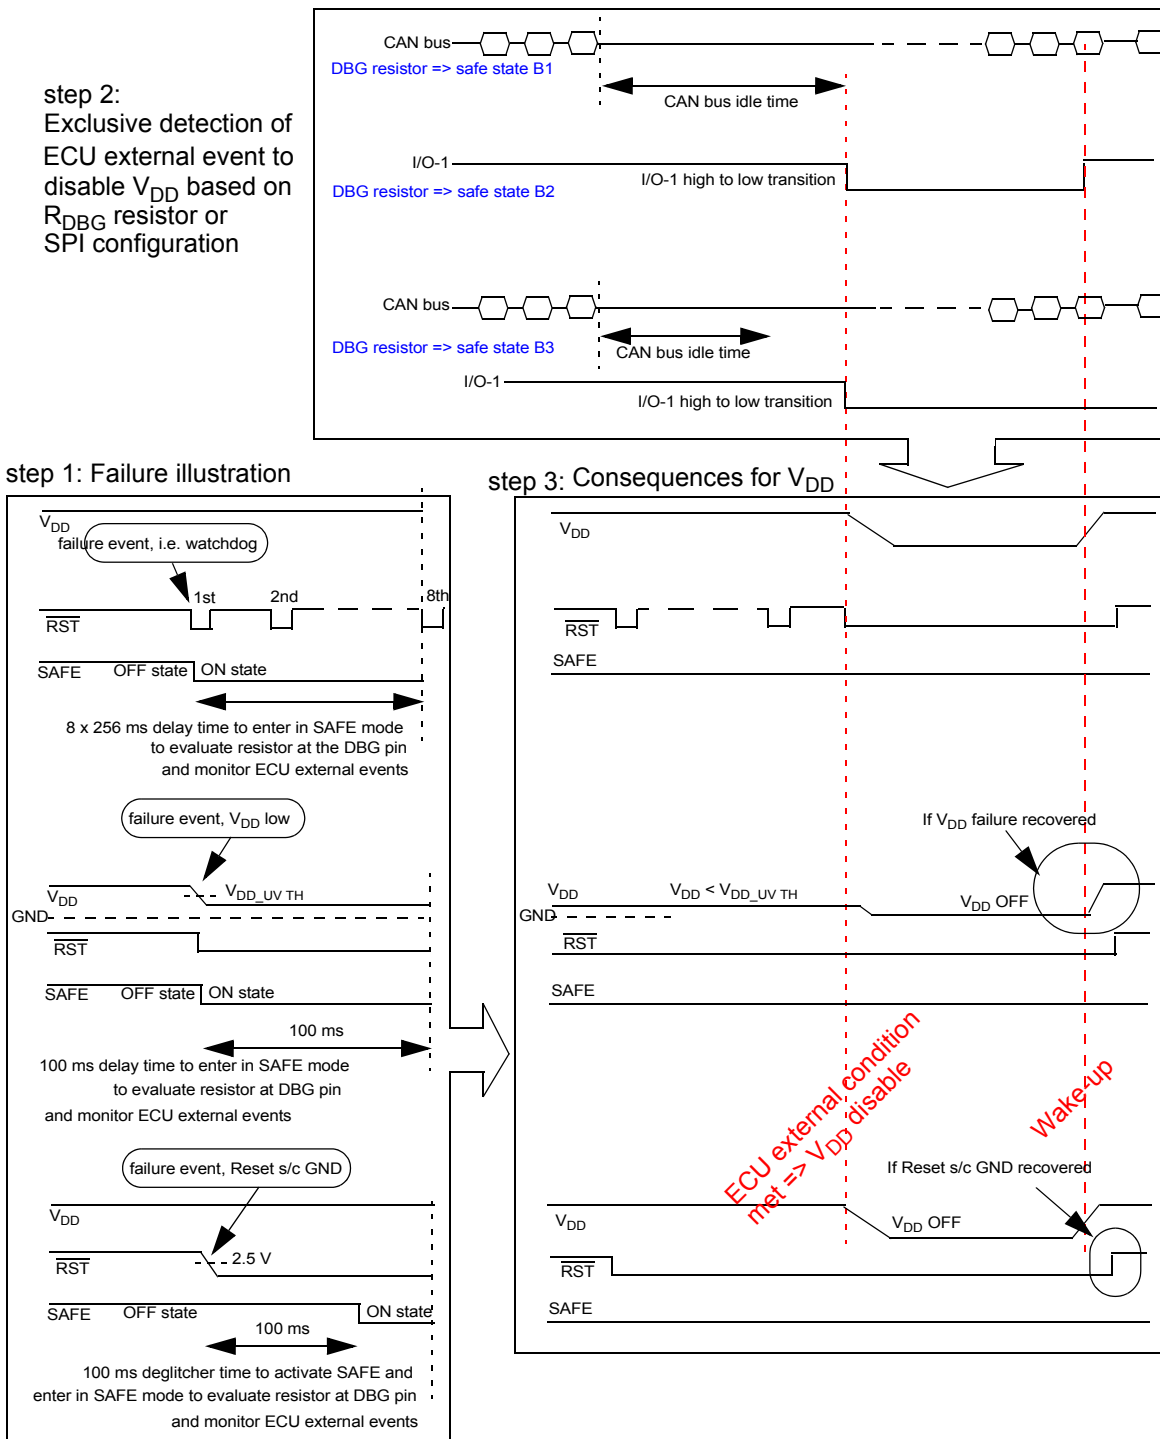 step 2:
Exclusive detection of
ECU external event to
disable VDD based on
RDBG resistor or
SPI configuration
CAN bus
DBG resistor => safe state B1
CAN bus idle time
I/O-1
I/O-1 high to low transition
DBG resistor => safe state B2
CAN bus
DBG resistor => safe state B3
CAN bus idle time
I/O-1
I/O-1 high to low transition
step 1: Failure illustration
VDD
failure event, i.e. watchdog
1st
2nd
8th
RST
SAFE
OFF state
ON state
8 x 256 ms delay time to enter in SAFE mode
to evaluate resistor at the DBG pin
and monitor ECU external events
failure event, VDD low
VDD
VDD_UV TH
GND
RST
SAFE
OFF state
ON state
100 ms
100 ms delay time to enter in SAFE mode
to evaluate resistor at DBG pin
and monitor ECU external events
failure event, Reset s/c GND
VDD
RST
2.5 V
SAFE
OFF state
ON state
100 ms
100 ms deglitcher time to activate SAFE and
enter in SAFE mode to evaluate resistor at DBG pin
and monitor ECU external events
step 3: Consequences for VDD
VDD
RST
SAFE
If VDD failure recovered
VDD
VDD < VDD_UV TH
VDD OFF
GND
RST
SAFE
ECU external condition
met => VDD disable
Wake-up
If Reset s/c GND recovered
VDD
VDD OFF
RST
SAFE